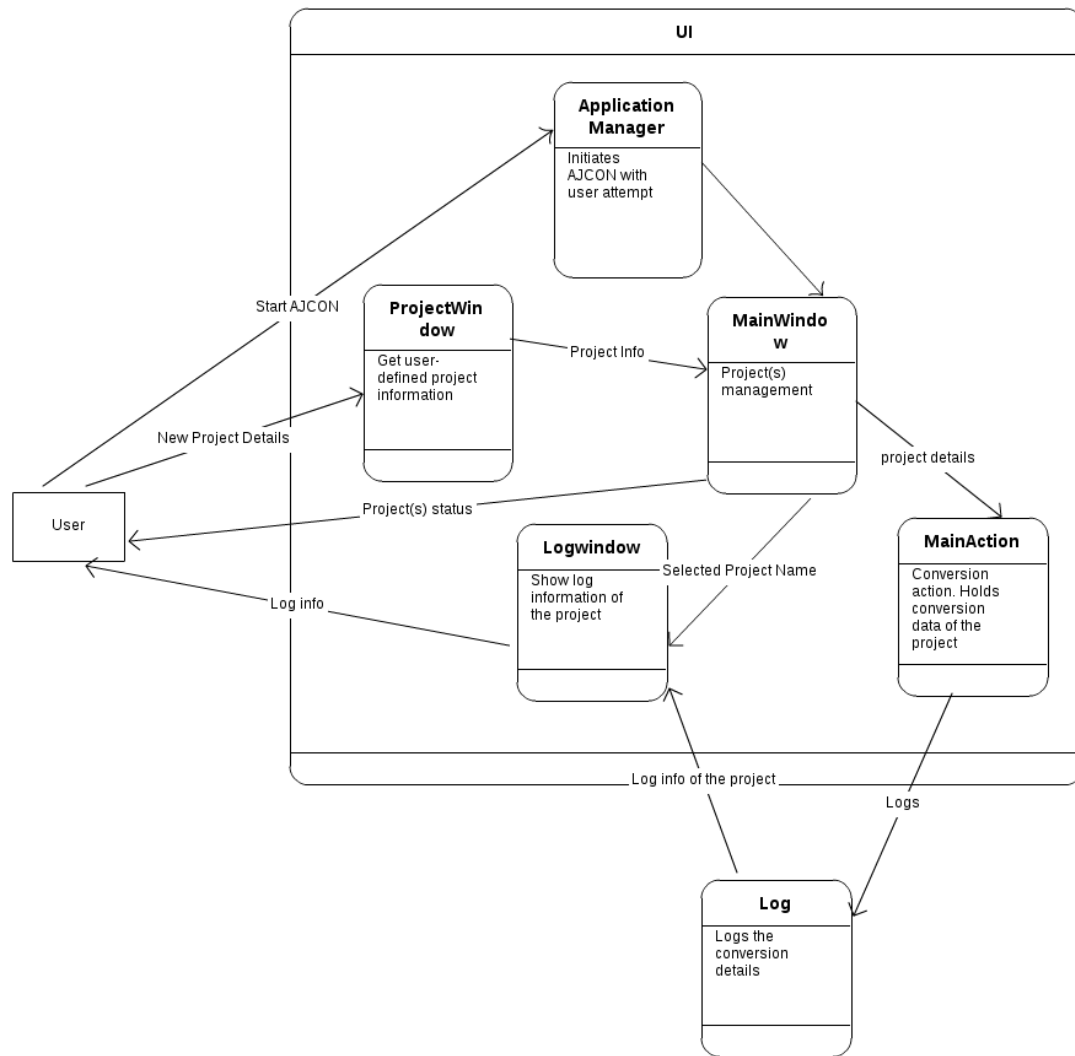 UI
Application
Manager
Initiates
AJCON with
user attempt
Start AJCON
ProjectWin
dow
Get user-
defined project
information
Project Info
MainWindo
w
Project(s)
management
New Project Details
project details
User
Project(s) status
Logwindow
Show log
information of
the project
Selected Project Name
MainAction
Conversion
action. Holds
conversion
data of the
project
Log info
Log info of the project
Logs
Log
Logs the
conversion
details